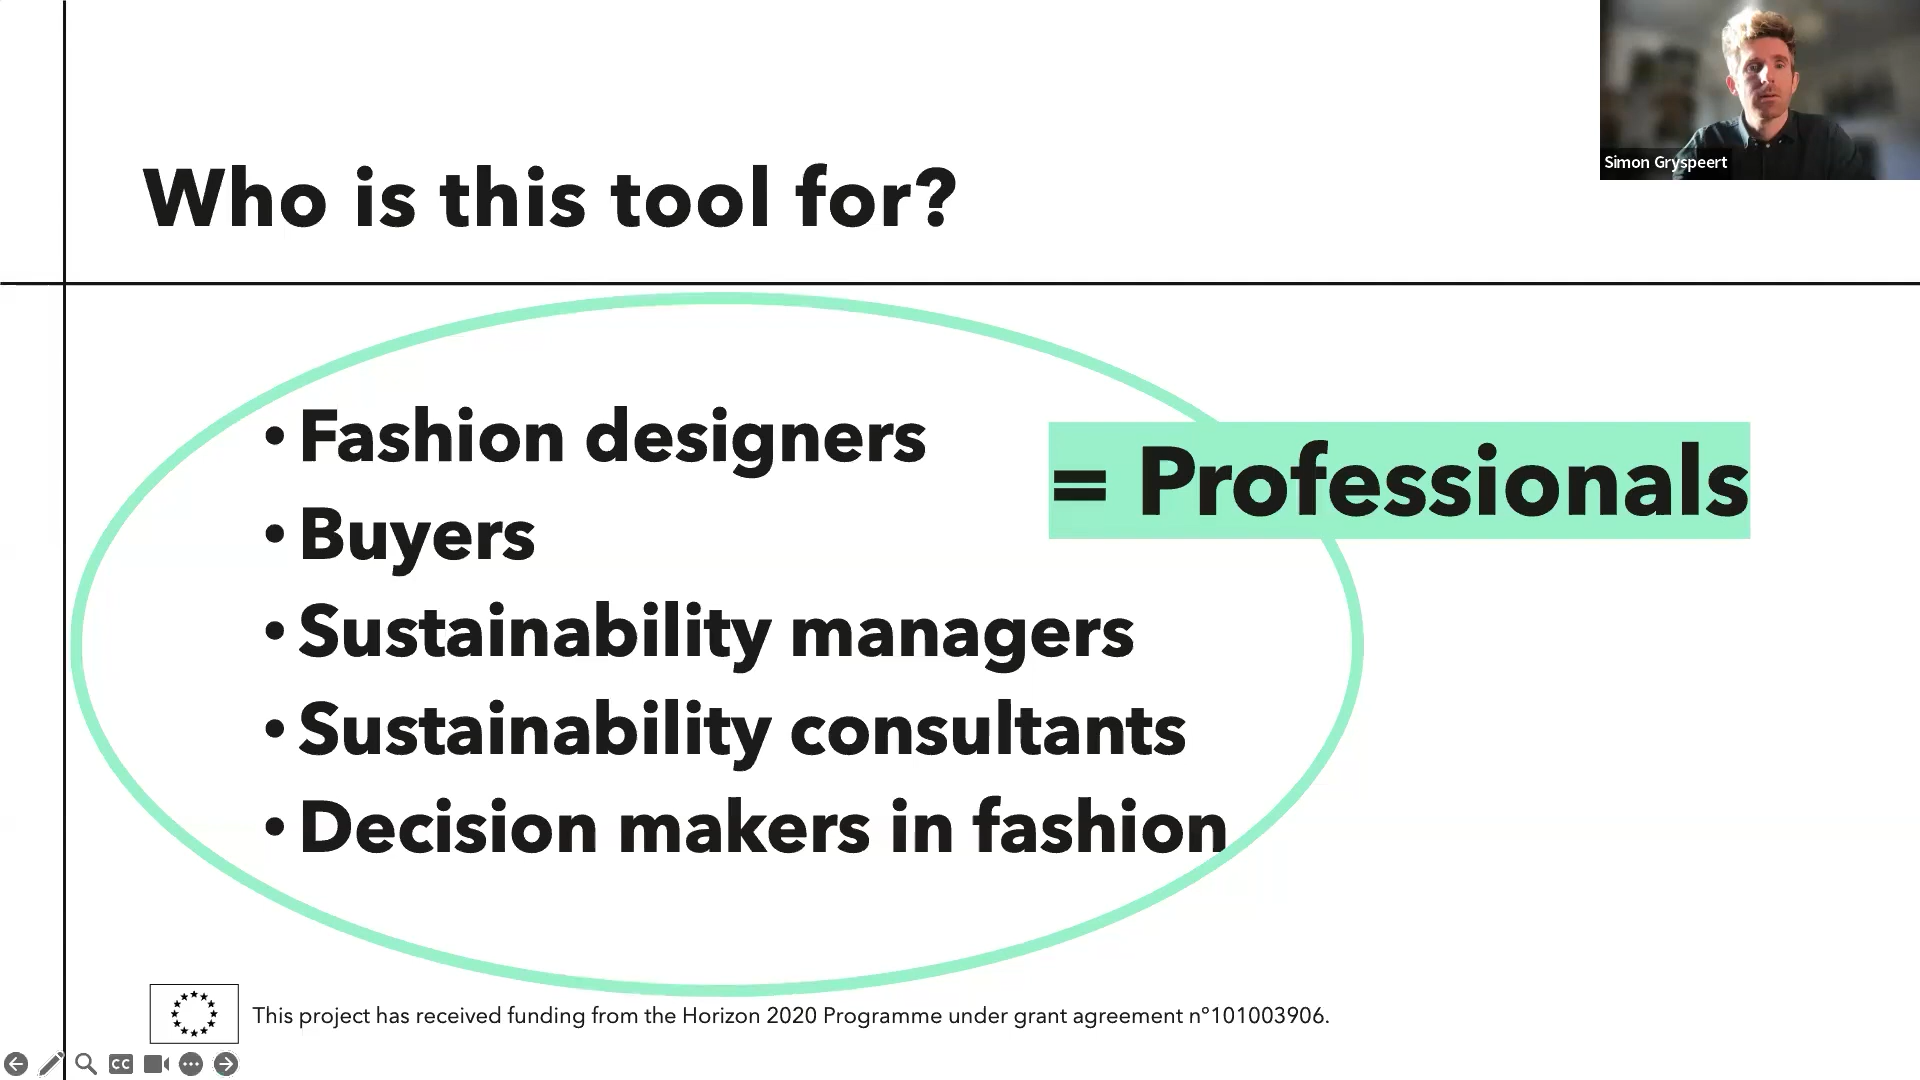 Simon Gryspeert
Who is this tool for?
• Fashion designers
• Buyers
• Sustainability managers
• Sustainability consultants
• Decision makers in fashion
= Professionals
This project has received funding from the Horizon 2020 Programme under grant agreement n°101003906.
CC